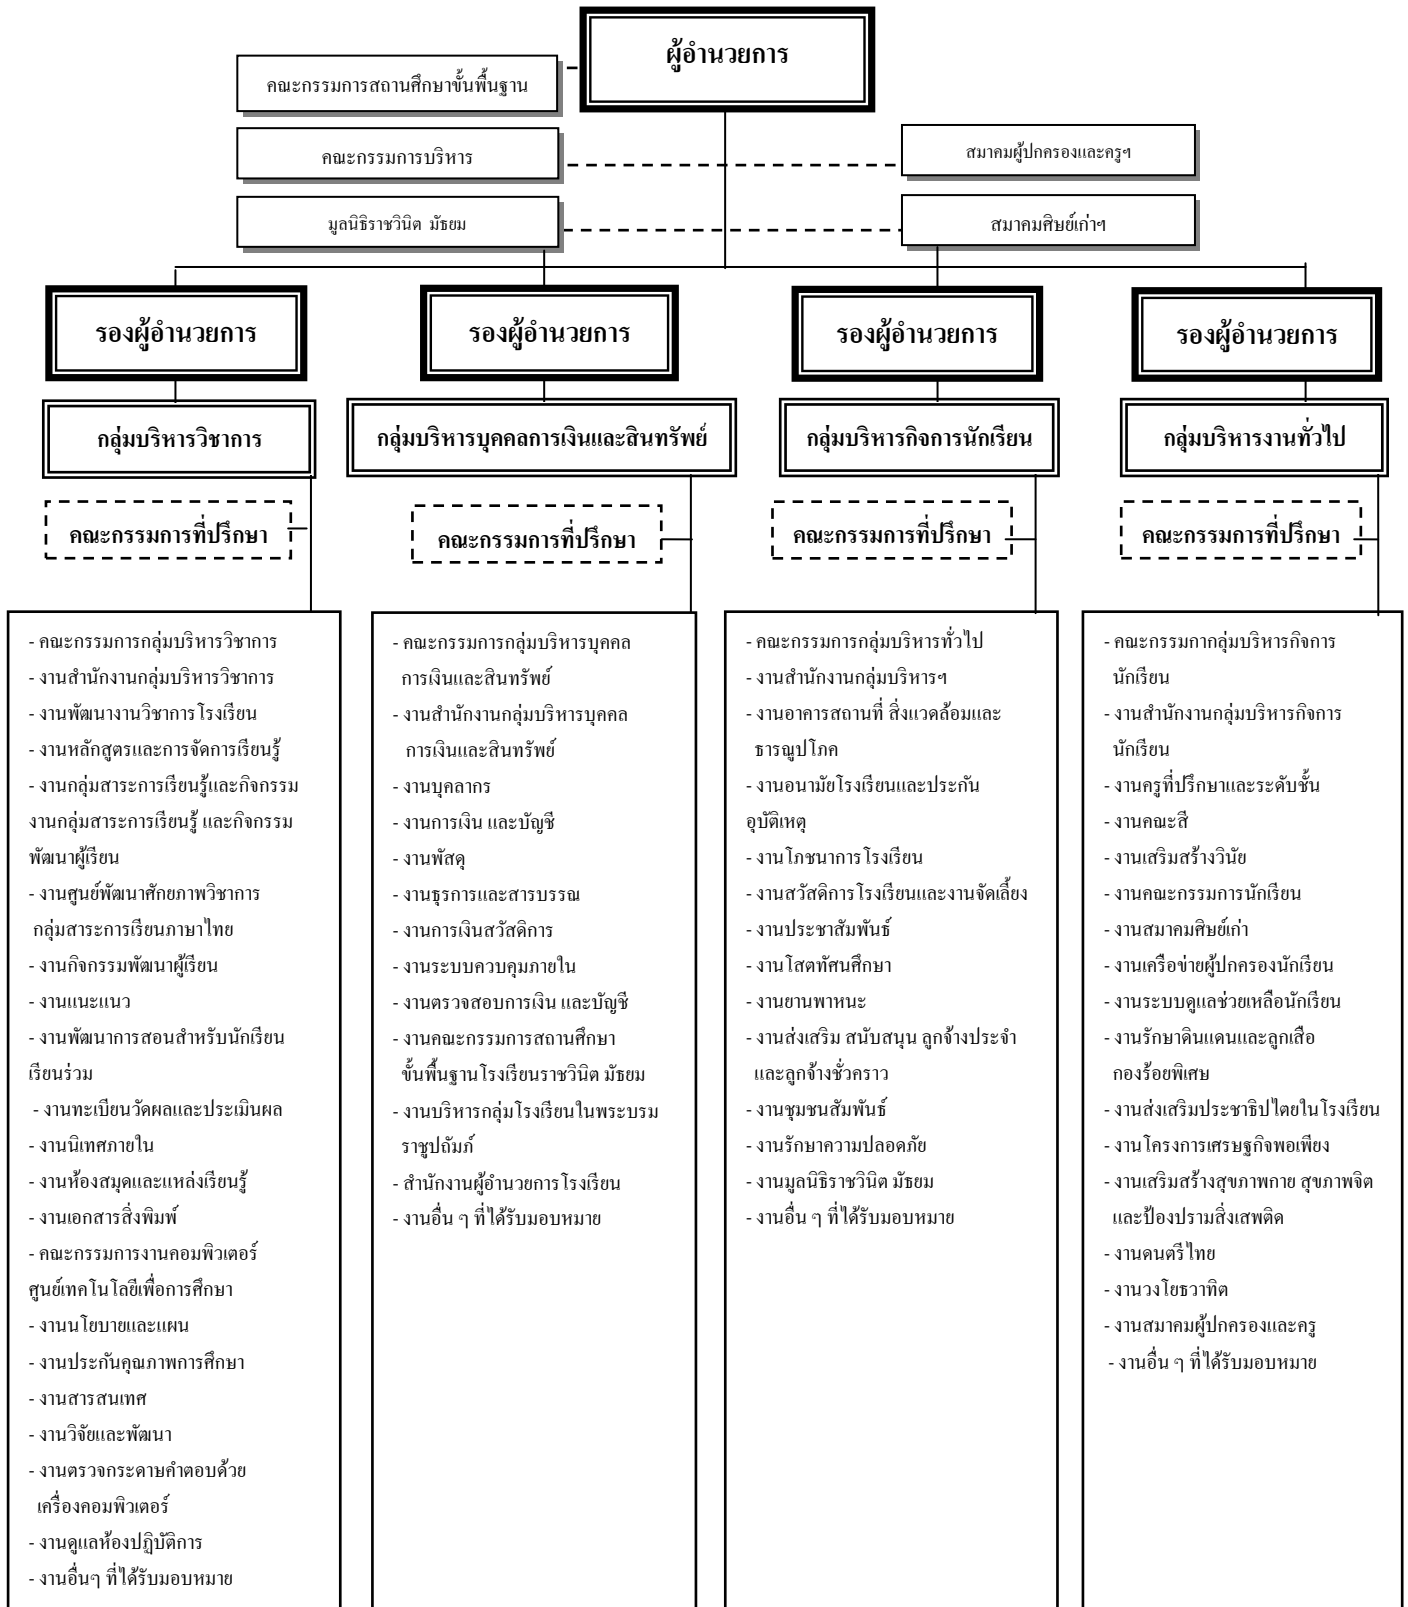 ผู้อำนวยการ
คณะกรรมการสถานศึกษาขั้นพื้นฐาน
คณะกรรมการบริหาร
สมาคมผู้ปกครองและครูฯ
มูลนิธิราชวินิต มัธยม
สมาคมศิษย์เก่าฯ
รองผู้อำนวยการ
รองผู้อำนวยการ
รองผู้อำนวยการ
รองผู้อำนวยการ
กลุ่มบริหารวิชาการ
กลุ่มบริหารบุคคลการเงินและสินทรัพย์
กลุ่มบริหารกิจการนักเรียน
กลุ่มบริหารงานทั่วไป
คณะกรรมการที่ปรึกษา
คณะกรรมการที่ปรึกษา
คณะกรรมการที่ปรึกษา
คณะกรรมการที่ปรึกษา
- คณะกรรมการกลุ่มบริหารวิชาการ
- งานสำนักงานกลุ่มบริหารวิชาการ
- งานพัฒนางานวิชาการโรงเรียน
- งานหลักสูตรและการจัดการเรียนรู้
- งานกลุ่มสาระการเรียนรู้และกิจกรรม
งานกลุ่มสาระการเรียนรู้ และกิจกรรม
พัฒนาผู้เรียน
- งานศูนย์พัฒนาศักยภาพวิชาการ
กลุ่มสาระการเรียนภาษาไทย
- งานกิจกรรมพัฒนาผู้เรียน
- งานแนะแนว
- งานพัฒนาการสอนสำหรับนักเรียน
เรียนร่วม
- งานทะเบียนวัดผลและประเมินผล
- งานนิเทศภายใน
- งานห้องสมุดและแหล่งเรียนรู้
- งานเอกสารสิ่งพิมพ์
- คณะกรรมการงานคอมพิวเตอร์
ศูนย์เทคโนโลยีเพื่อการศึกษา
- งานนโยบายและแผน
- งานประกันคุณภาพการศึกษา
- งานสารสนเทศ
- งานวิจัยและพัฒนา
- งานตรวจกระดาษคำตอบด้วย
เครื่องคอมพิวเตอร์
- งานดูแลห้องปฏิบัติการ
- งานอื่นๆ ที่ได้รับมอบหมาย
- คณะกรรมการกลุ่มบริหารบุคคล
การเงินและสินทรัพย์
- งานสำนักงานกลุ่มบริหารบุคคล
การเงินและสินทรัพย์
- งานบุคลากร
- งานการเงิน และบัญชี
- งานพัสดุ
- งานธุรการและสารบรรณ
- งานการเงินสวัสดิการ
- งานระบบควบคุมภายใน
- งานตรวจสอบการเงิน และบัญชี
- งานคณะกรรมการสถานศึกษา
ขั้นพื้นฐานโรงเรียนราชวินิต มัธยม
- งานบริหารกลุ่มโรงเรียนในพระบรม
ราชูปถัมภ์
- สำนักงานผู้อำนวยการโรงเรียน
- งานอื่น ๆ ที่ได้รับมอบหมาย
- คณะกรรมการกลุ่มบริหารทั่วไป
- งานสำนักงานกลุ่มบริหารฯ
- งานอาคารสถานที่ สิ่งแวดล้อมและ
ธารณูปโภค
- งานอนามัยโรงเรียนและประกัน
อุบัติเหตุ
- งานโภชนาการโรงเรียน
- งานสวัสดิการโรงเรียนและงานจัดเลี้ยง
- งานประชาสัมพันธ์
- งานโสตทัศนศึกษา
- งานยานพาหนะ
- งานส่งเสริม สนับสนุน ลูกจ้างประจำ
และลูกจ้างชั่วคราว
- งานชุมชนสัมพันธ์
- งานรักษาความปลอดภัย
- งานมูลนิธิราชวินิต มัธยม
- งานอื่น ๆ ที่ได้รับมอบหมาย
- คณะกรรมกากลุ่มบริหารกิจการ
นักเรียน
- งานสำนักงานกลุ่มบริหารกิจการ
นักเรียน
- งานครูที่ปรึกษาและระดับชั้น
- งานคณะสี
- งานเสริมสร้างวินัย
- งานคณะกรรมการนักเรียน
- งานสมาคมศิษย์เก่า
- งานเครือข่ายผู้ปกครองนักเรียน
- งานระบบดูแลช่วยเหลือนักเรียน
- งานรักษาดินแดนและลูกเสือ
กองร้อยพิเศษ
- งานส่งเสริมประชาธิปไตยในโรงเรียน
- งานโครงการเศรษฐกิจพอเพียง
- งานเสริมสร้างสุขภาพกาย สุขภาพจิต
และป้องปรามสิ่งเสพติด
- งานดนตรีไทย
- งานวงโยธวาทิต
- งานสมาคมผู้ปกครองและครู
- งานอื่น ๆ ที่ได้รับมอบหมาย